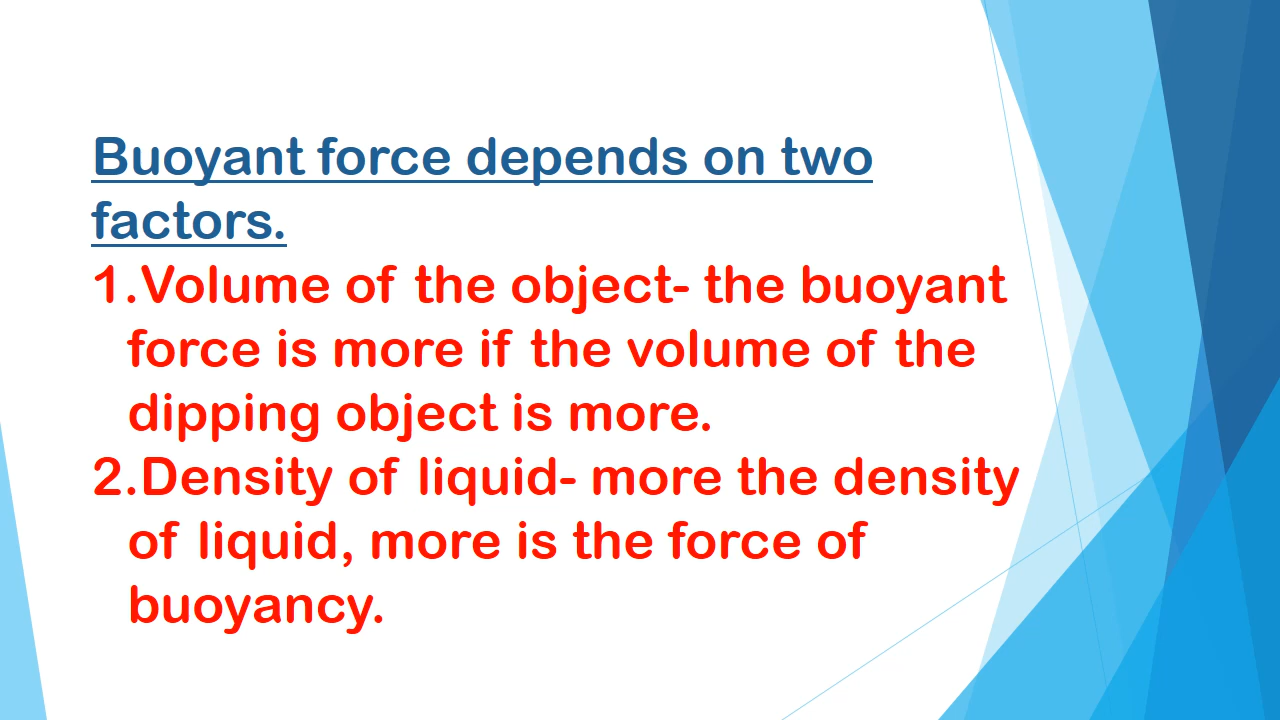 Buoyant force depends on two
factors.
1.Volume of the object- the buoyant
force is more if the volume of the
dipping object is more.
2.Density of liquid- more the density
of liquid, more is the force of
buoyancy.